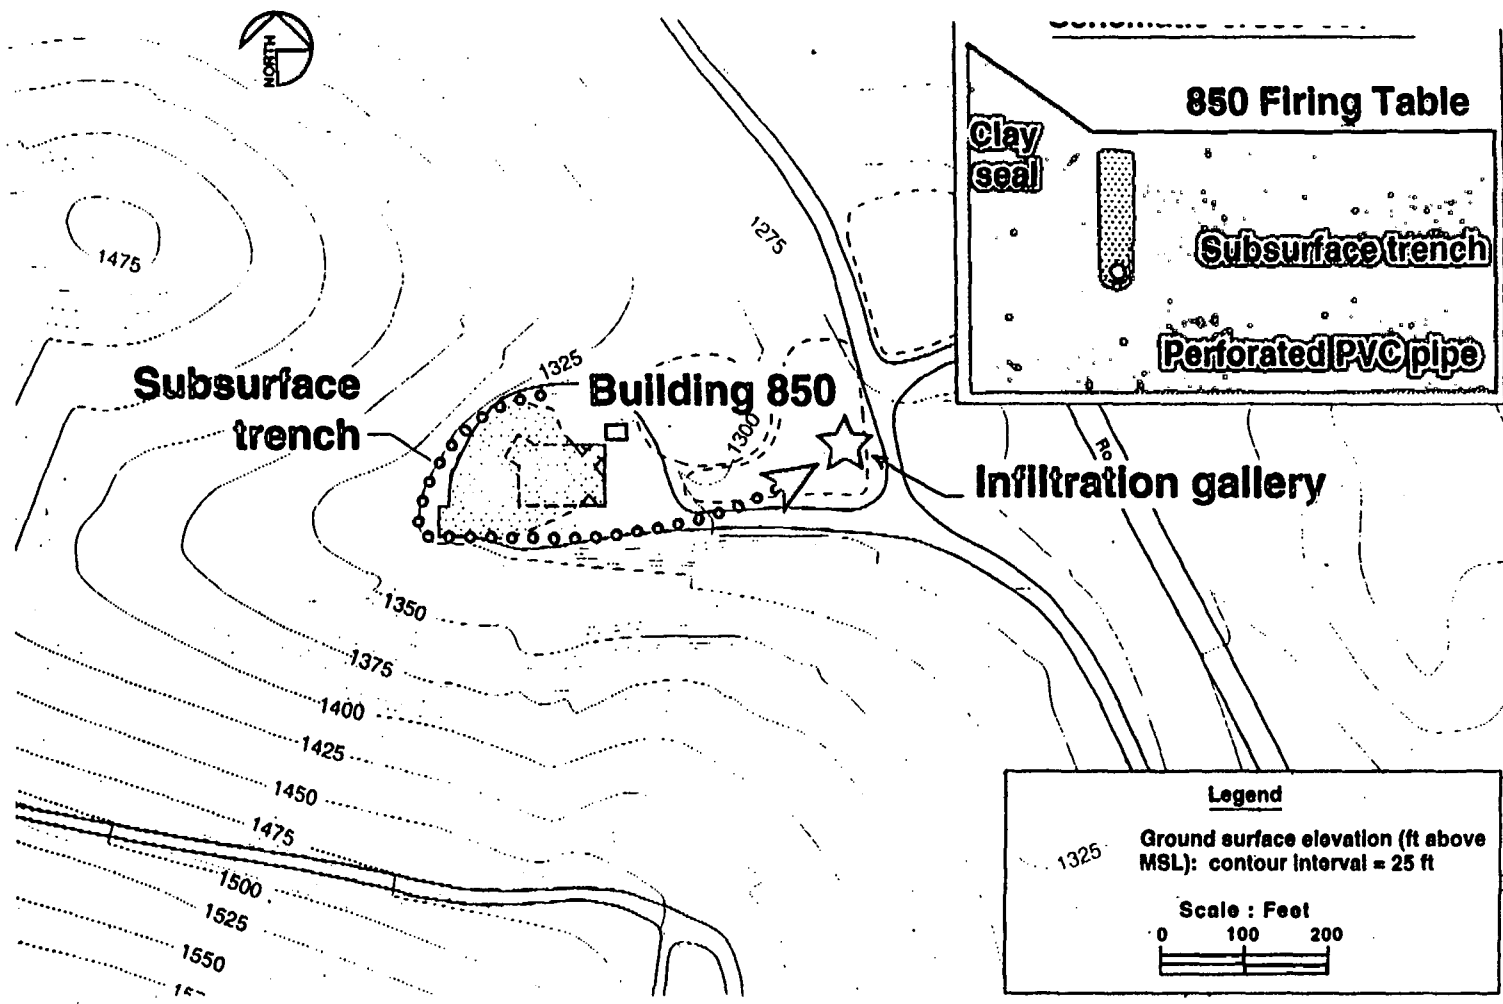 NORTH
850 Firing Table
Clay
seal
Subsurface trench
Perforated PVC pipe
1275
1475
1325
Subsurface
trench
Building 850
1300
Infiltration gallery
1350
1375
1400
1425
1450
1475
1500
1525
1550
Legend
1325
Ground surface elevation (ft above
MSL): contour interval = 25 ft
Scale : Feet
0 100 200